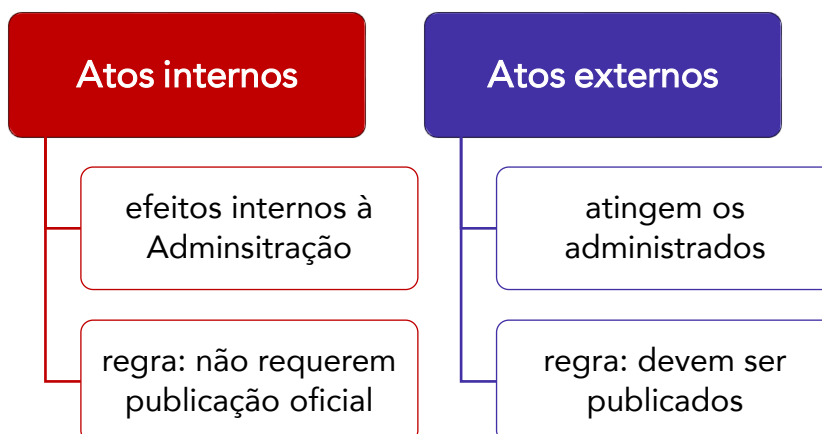 Atos internos
efeitos internos à
Adminsitração
regra: não requerem
publicação oficial
Atos externos
atingem os
administrados
regra: devem ser
publicados